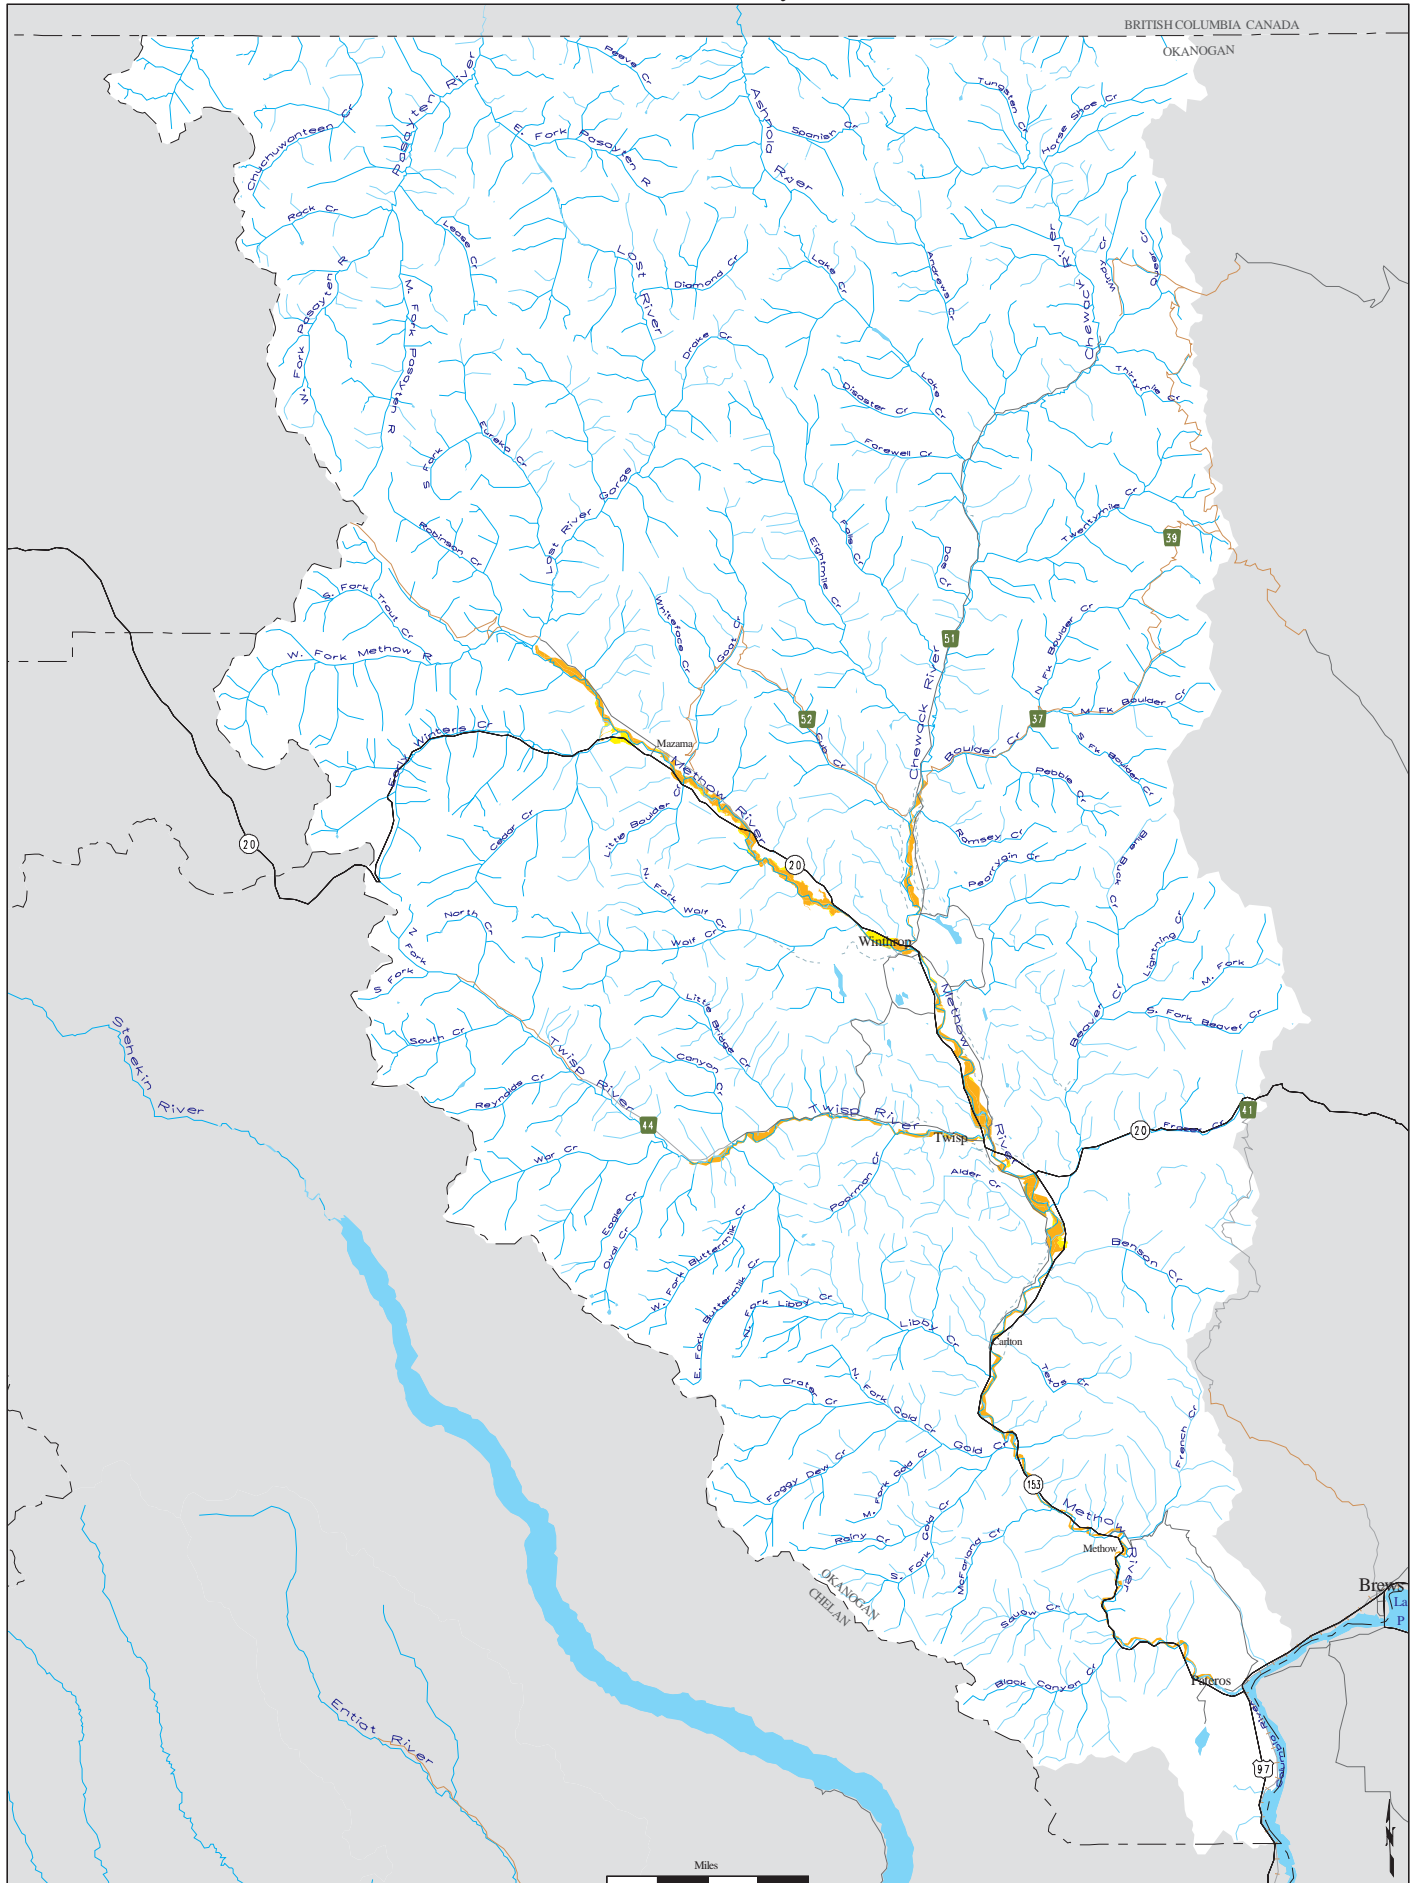 BRITISH COLUMBIA CANADA
OKANOGAN
Peeve Cr
Pasayten River
Ashnola River
Tungsten Cr
Horse Shoe Cr
Chuchuwanteen Cr
E. Fork Pasayten R
Spanish Cr
Rock Cr
Lease Cr
Lost River
Diamond Cr
Lake Cr
Andrews Cr
Chewack River
Windy Cr
Queer Cr
W. Fork Pasayten R
M. Fork Pasayten R
Drake Cr
Lake Cr
Disaster Cr
Thirtymile Cr
Farewell Cr
S Fork
Eureka Cr
Lost River Gorge
Robinson Cr
Falls Cr
Eightmile Cr
Doe Cr
Twentymile Cr
39
S. Fork Trout Cr
W. Fork Methow R
Whiteface Cr
Goat Cr
51
N Fk Boulder Cr
Chewack River
M Fk Boulder Cr
37
52
Cub Cr
Early Winters Cr
Mazama
Methow River
Boulder Cr
S Fk Boulder Cr
Pebble Cr
Little Boulder Cr
Cedar Cr
20
20
Ramsey Cr
Pearrygin Cr
Blue Buck Cr
N. Fork Wolf Cr
Wolf Cr
North Cr
N Fork
S Fork
Winthrop
Lightning Cr
M. Fork
S. Fork Beaver Cr
Beaver Cr
Methow River
Little Bridge Cr
South Cr
Twisp River
Canyon Cr
Reynolds Cr
Stehekin River
44
Twisp River
Twisp
20
Frazer Cr
41
War Cr
Poorman Cr
Alder Cr
Eagle Cr
Oval Cr
W. Fork Buttermilk Cr
E. Fork Buttermilk Cr
Benson Cr
N. Fork Libby Cr
Libby Cr
Carlton
Texas Cr
Crater Cr
N. Fork Gold Cr
Gold Cr
French Cr
Foggy Dew Cr
M. Fork Gold Cr
153
Methow River
Rainy Cr
S. Fork Gold Cr
McFarland Cr
Methow
OKANOGAN
CHELAN
Squaw Cr
Brews
La
P
Black Canyon Cr
Pateros
Columbia River
Entiat River
97
N
Miles